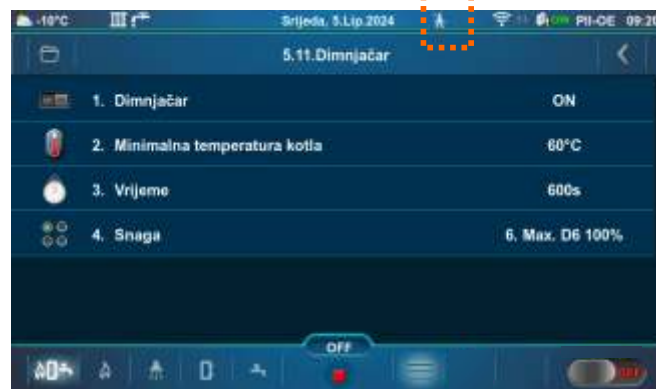 -10°C Srijeda, 5.Lip.2024 PII-OE 09:20
5.11.Dimnjačar
1. Dimnjačar ON
2. Minimalna temperatura kotla 60°C
3. Vrijeme 600s
4. Snaga 6. Max. D6 100%
OFF
OFF